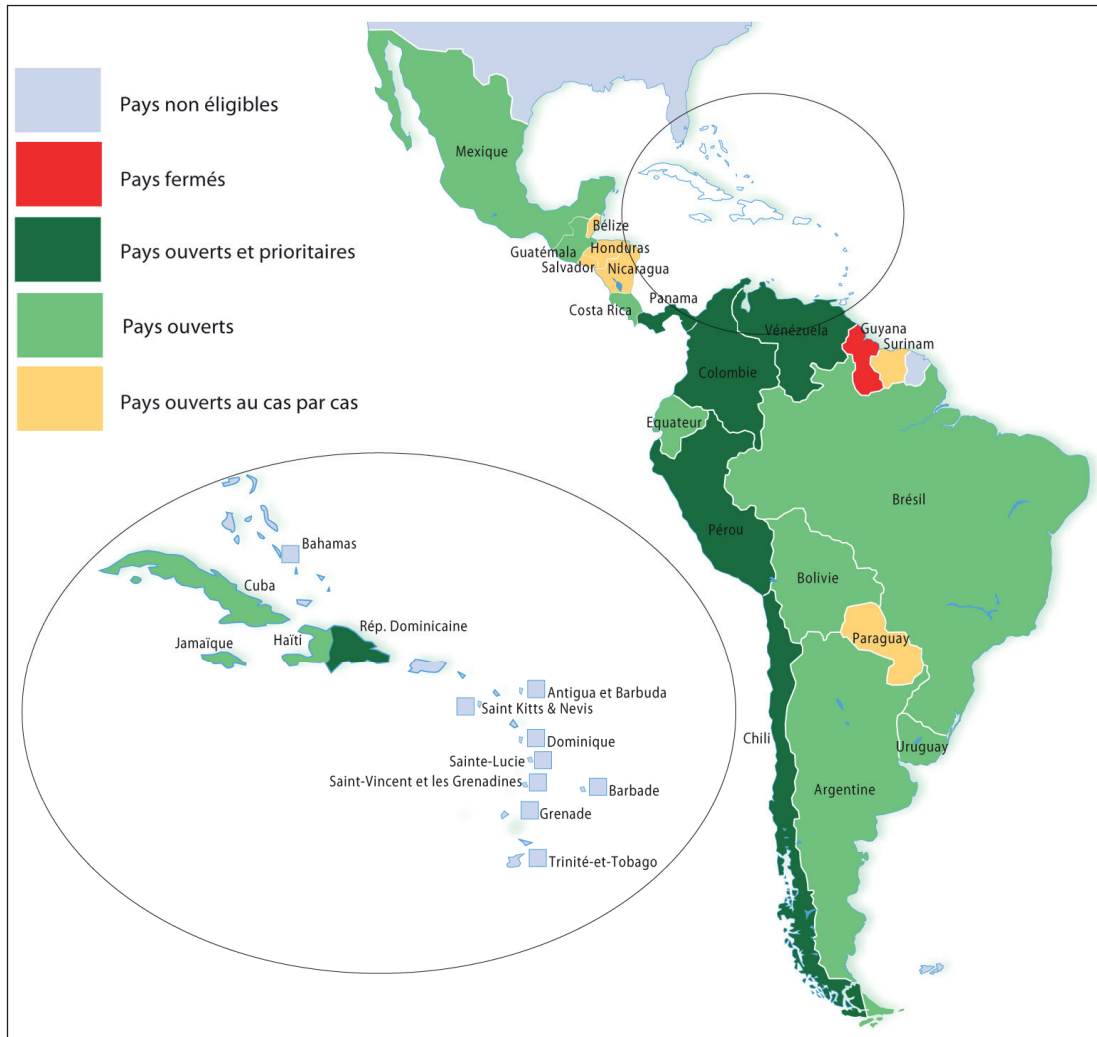 Pays non éligibles
Pays fermés
Pays ouverts et prioritaires
Pays ouverts
Pays ouverts au cas par cas
Mexique
Bélize
Guatémala
Honduras
Salvador
Nicaragua
Costa Rica
Panama
Vénézuela
Guyana
Surinam
Colombie
Equateur
Brésil
Pérou
Bolivie
Paraguay
Chili
Uruguay
Argentine
Bahamas
Cuba
Rép. Dominicaine
Haïti
Jamaïque
Antigua et Barbuda
Saint Kitts & Nevis
Dominique
Sainte-Lucie
Saint-Vincent et les Grenadines
Barbade
Grenade
Trinité-et-Tobago